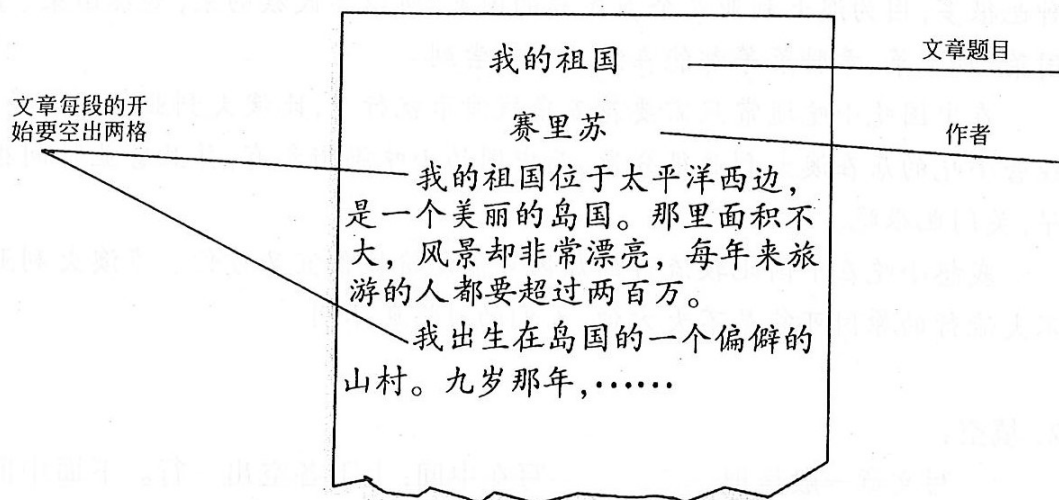 我的祖国
文章题目
文章每段的开
始要空出两格
赛里苏
作者
我的祖国位于太平洋西边，
是一个美丽的岛国。那里面积不
大，风景却非常漂亮，每年来旅
游的人都要超过两百万。
我出生在岛国的一个偏僻的
山村。九岁那年，……